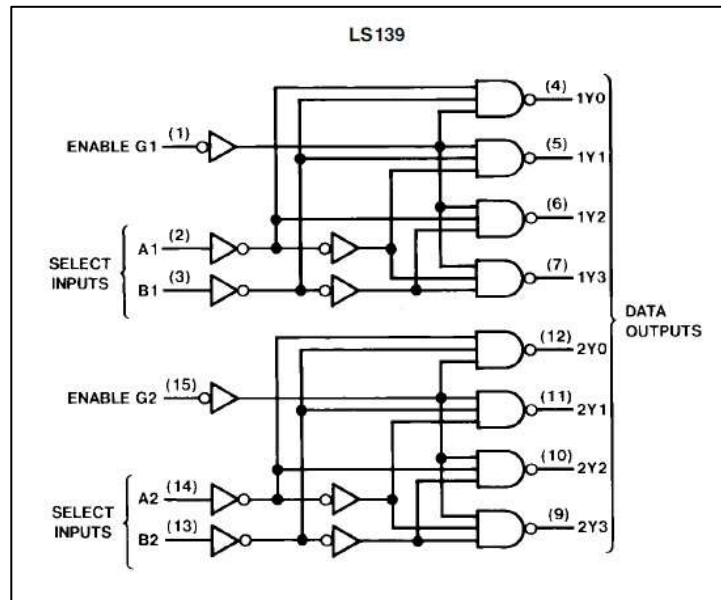 LS139
(4) 1Y0
ENABLE G1 (1)
(5) 1Y1
(6) 1Y2
SELECT INPUTS
A1 (2)
B1 (3)
(7) 1Y3
DATA OUTPUTS
(12) 2Y0
ENABLE G2 (15)
(11) 2Y1
(10) 2Y2
SELECT INPUTS
A2 (14)
B2 (13)
(9) 2Y3